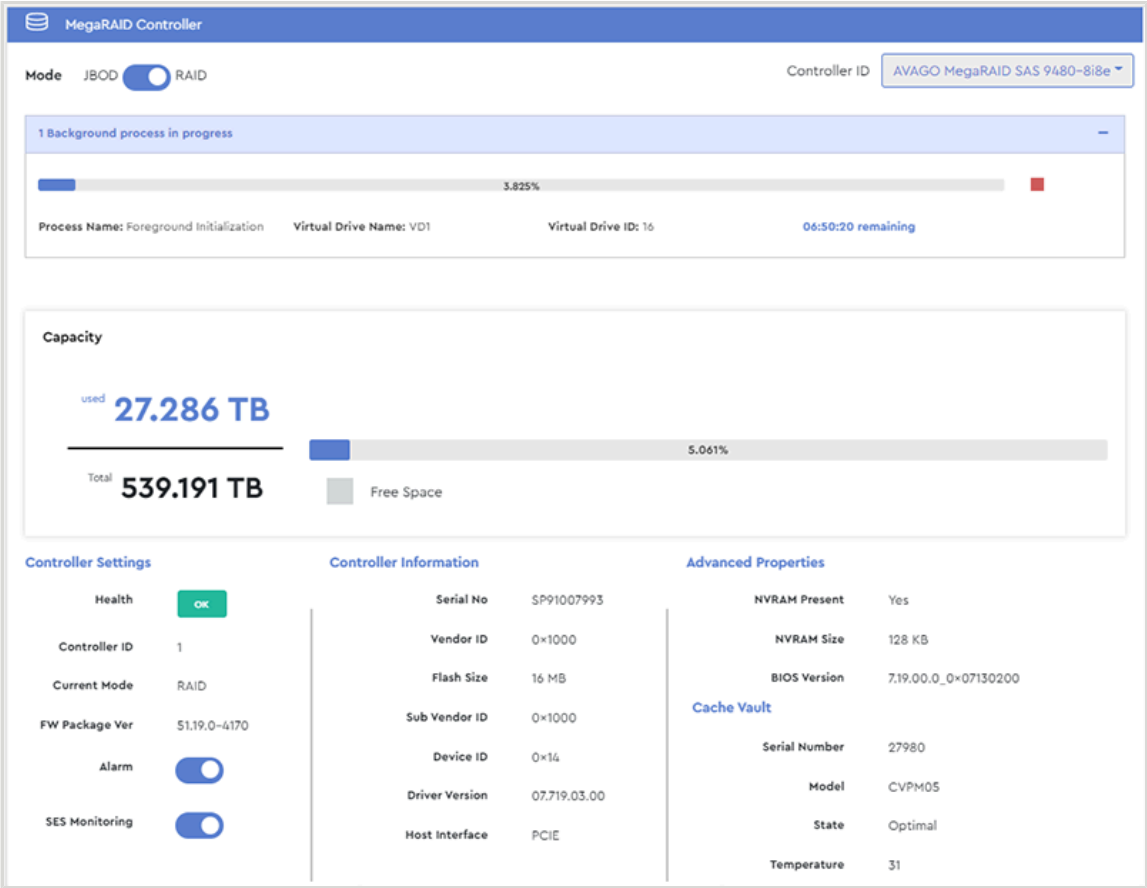 MegaRAID Controller
Mode JBOD RAID Controller ID AVAGO MegaRAID SAS 9480-8i8e
1 Background process in progress
3.825%
Process Name: Foreground Initialization Virtual Drive Name: VD1 Virtual Drive ID: 16 06:50:20 remaining
Capacity
used 27.286 TB
5.061%
Total 539.191 TB
Free Space
Controller Settings
Health OK
Controller ID 1
Current Mode RAID
FW Package Ver 51.19.0-4170
Alarm
SES Monitoring
Controller Information
Serial No SP91007993
Vendor ID 0×1000
Flash Size 16 MB
Sub Vendor ID 0×1000
Device ID 0×14
Driver Version 07.719.03.00
Host Interface PCIE
Advanced Properties
NVRAM Present Yes
NVRAM Size 128 KB
BIOS Version 7.19.00.0_0×07130200
Cache Vault
Serial Number 27980
Model CVPM05
State Optimal
Temperature 31